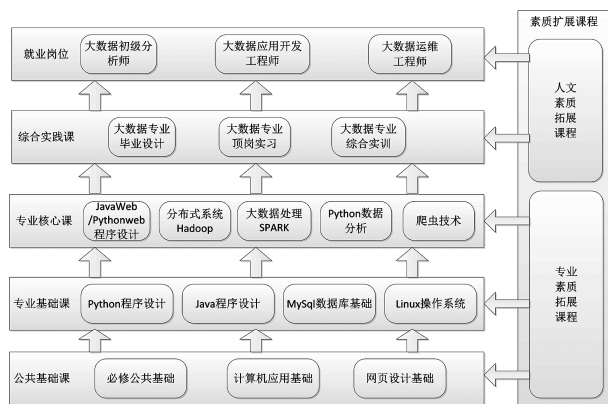 素质扩展课程
就业岗位
大数据初级分
析师
大数据应用开发
工程师
大数据运维
工程师
人文
素质
拓展
课程
综合实践课
大数据专业
毕业设计
大数据专业
顶岗实习
大数据专业
综合实训
专业核心课
JavaWeb
/Pythonweb
程序设计
分布式系统
Hadoop
大数据处理
SPARK
Python数据
分析
爬虫技术
专业
素质
拓展
课程
专业基础课
Python程序设计
Java程序设计
MySql数据库基础
Linux操作系统
公共基础课
必修公共基础
计算机应用基础
网页设计基础